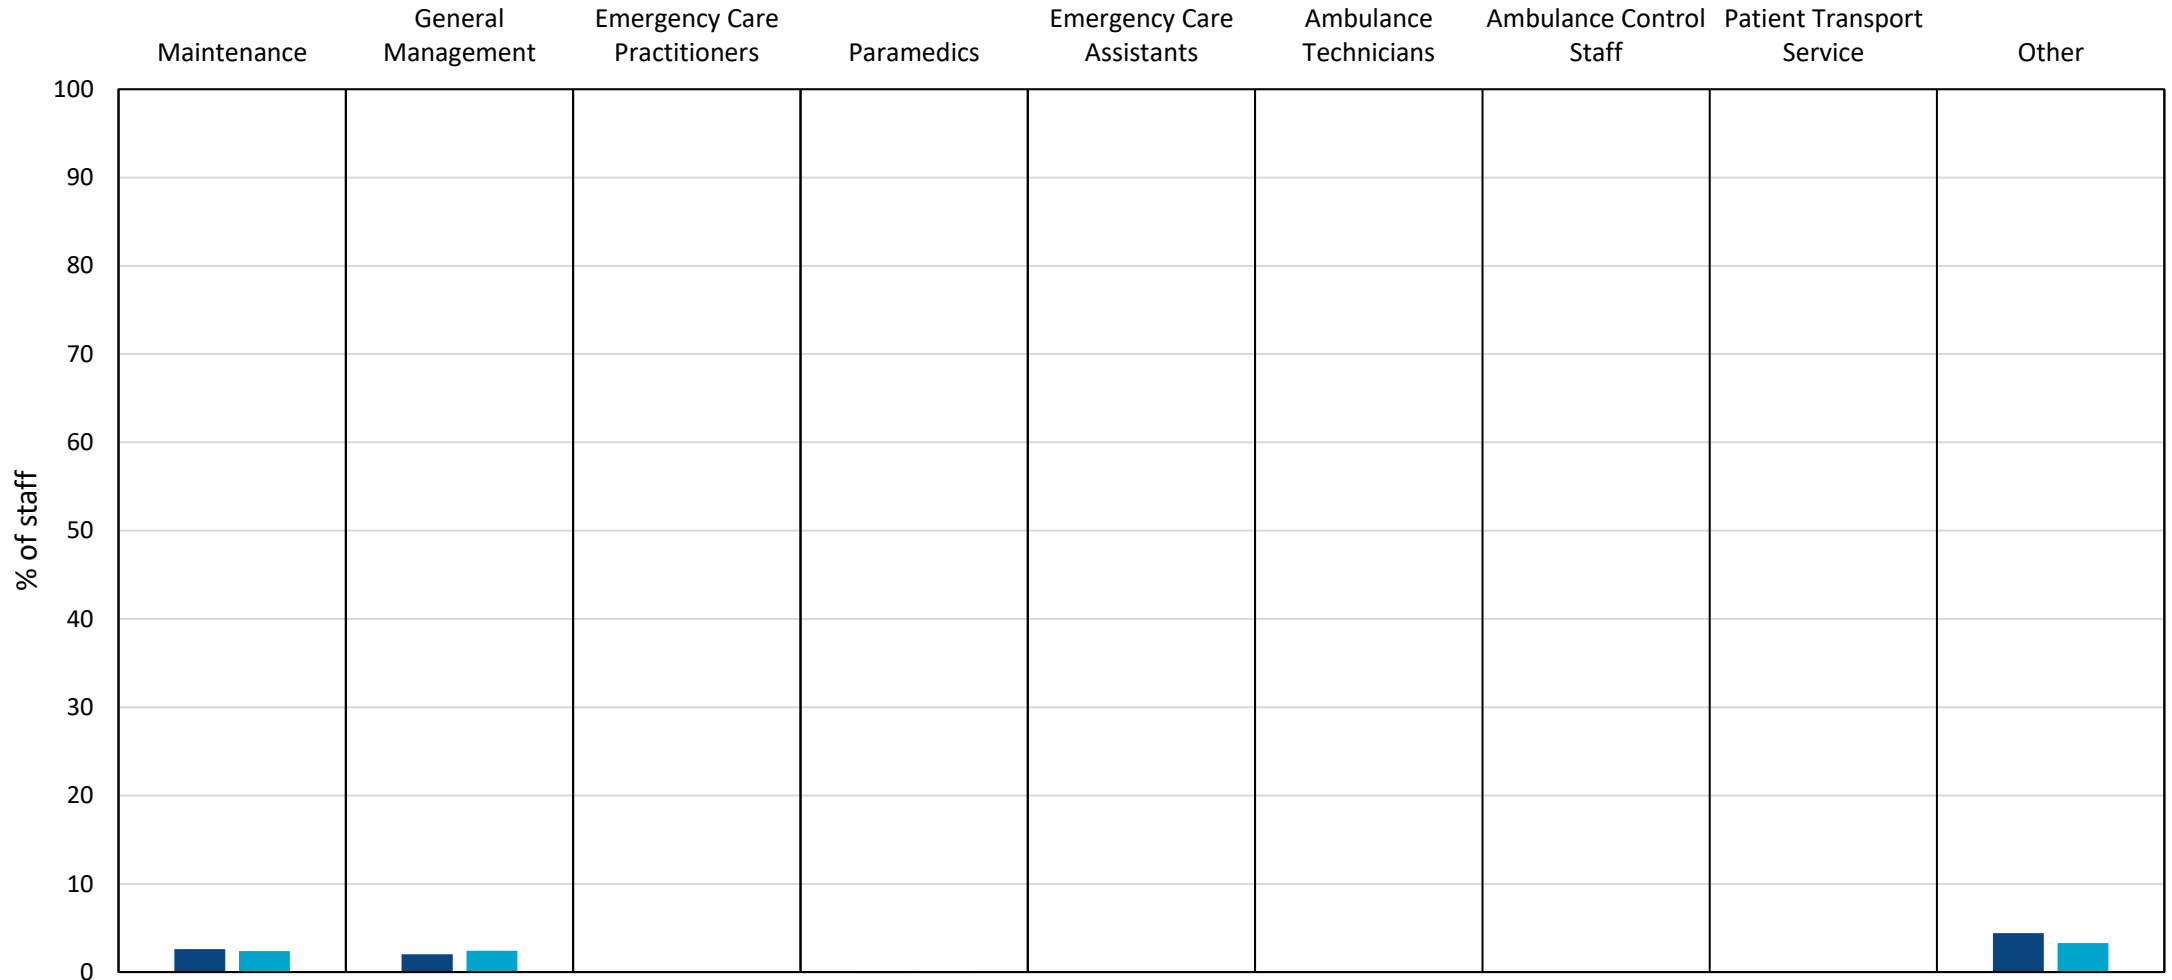 General
Emergency Care
Emergency Care
Ambulance
Ambulance Control
Patient Transport
Maintenance
Management
Practitioners
Paramedics
Assistants
Technicians
Staff
Service
Other
100
90
80
70
60
50
40
30
20
10
0
% of staff